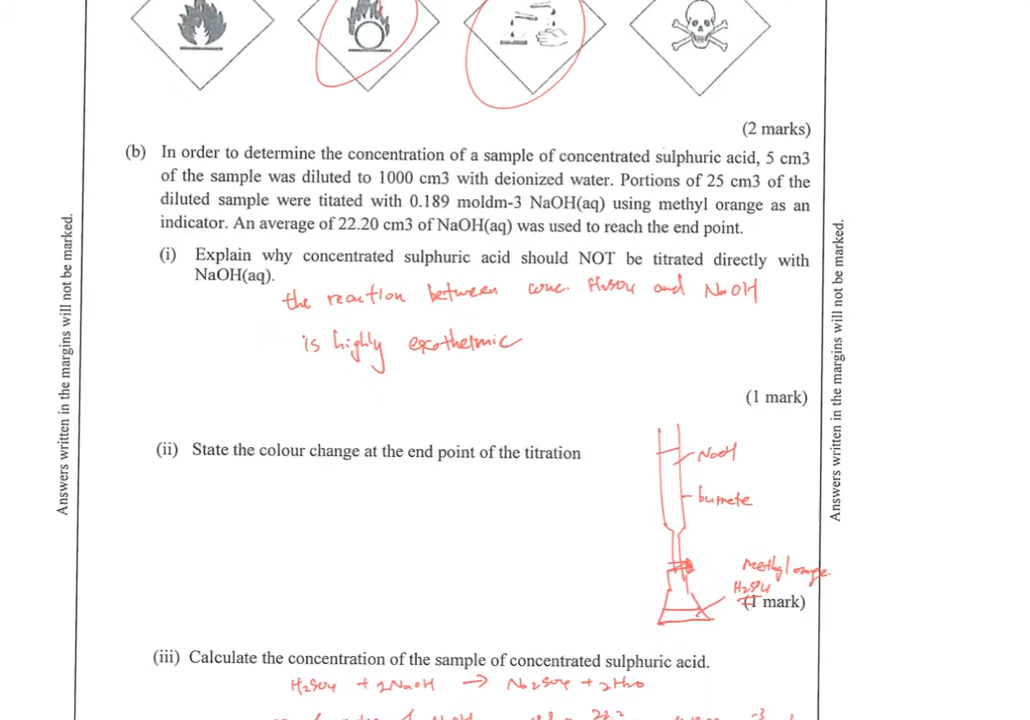 (2 marks)
(b) In order to determine the concentration of a sample of concentrated sulphuric acid, 5 cm3
of the sample was diluted to 1000 cm3 with deionized water. Portions of 25 cm3 of the
diluted sample were titated with 0.189 moldm-3 NaOH(aq) using methyl orange as an
indicator. An average of 22.20 cm3 of NaOH(aq) was used to reach the end point.
(i) Explain why concentrated sulphuric acid should NOT be titrated directly with
NaOH(aq).
the reaction between conc. H2SO4 and NaOH
is highly exothermic
(1 mark)
(ii) State the colour change at the end point of the titration
NaOH
burrete
Methyl orange
H2SO4
(1 mark)
(iii) Calculate the concentration of the sample of concentrated sulphuric acid.
H2SO4 + 2NaOH → Na2SO4 + 2H2O
22.2
-3
Answers written in the margins will not be marked.
Answers written in the margins will not be marked.